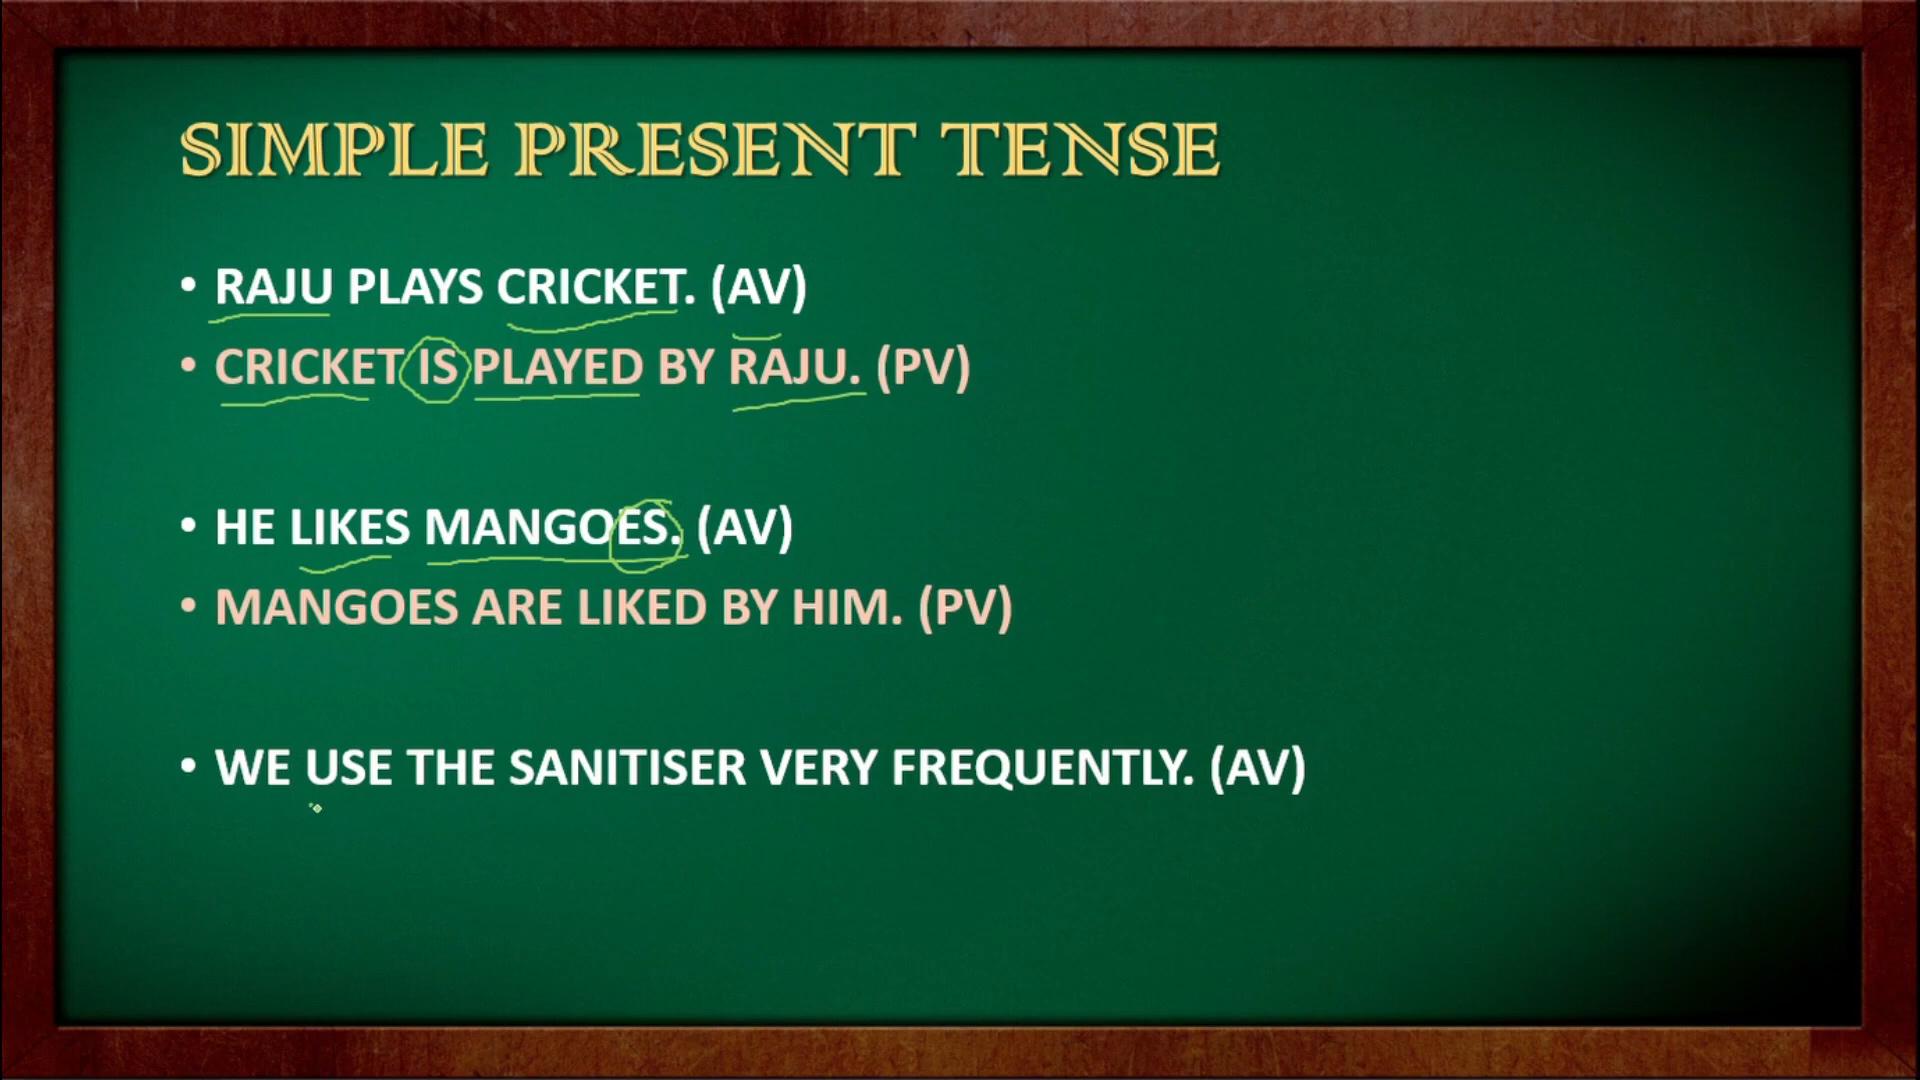 SIMPLE PRESENT TENSE
• RAJU PLAYS CRICKET. (AV)
• CRICKET IS PLAYED BY RAJU. (PV)
• HE LIKES MANGOES. (AV)
• MANGOES ARE LIKED BY HIM. (PV)
• WE USE THE SANITISER VERY FREQUENTLY. (AV)